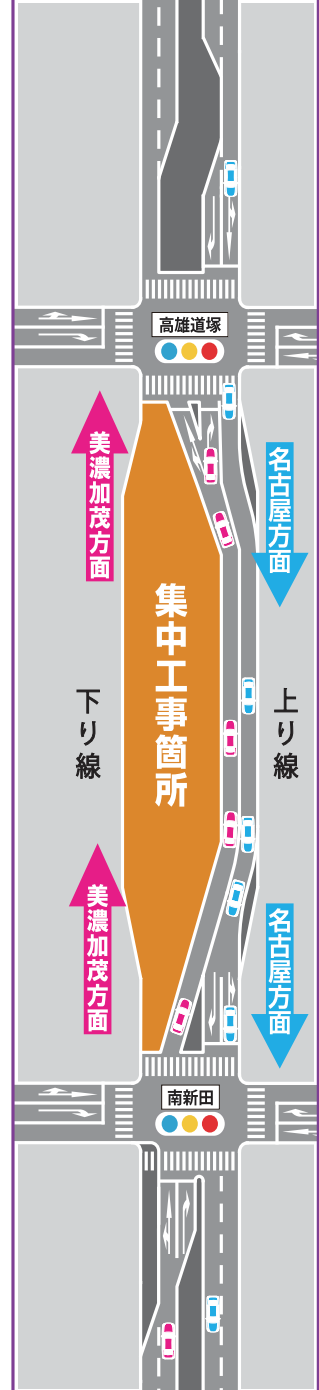 高雄道塚
美濃加茂方面
名古屋方面
集中工事箇所
下り線
上り線
美濃加茂方面
名古屋方面
南新田